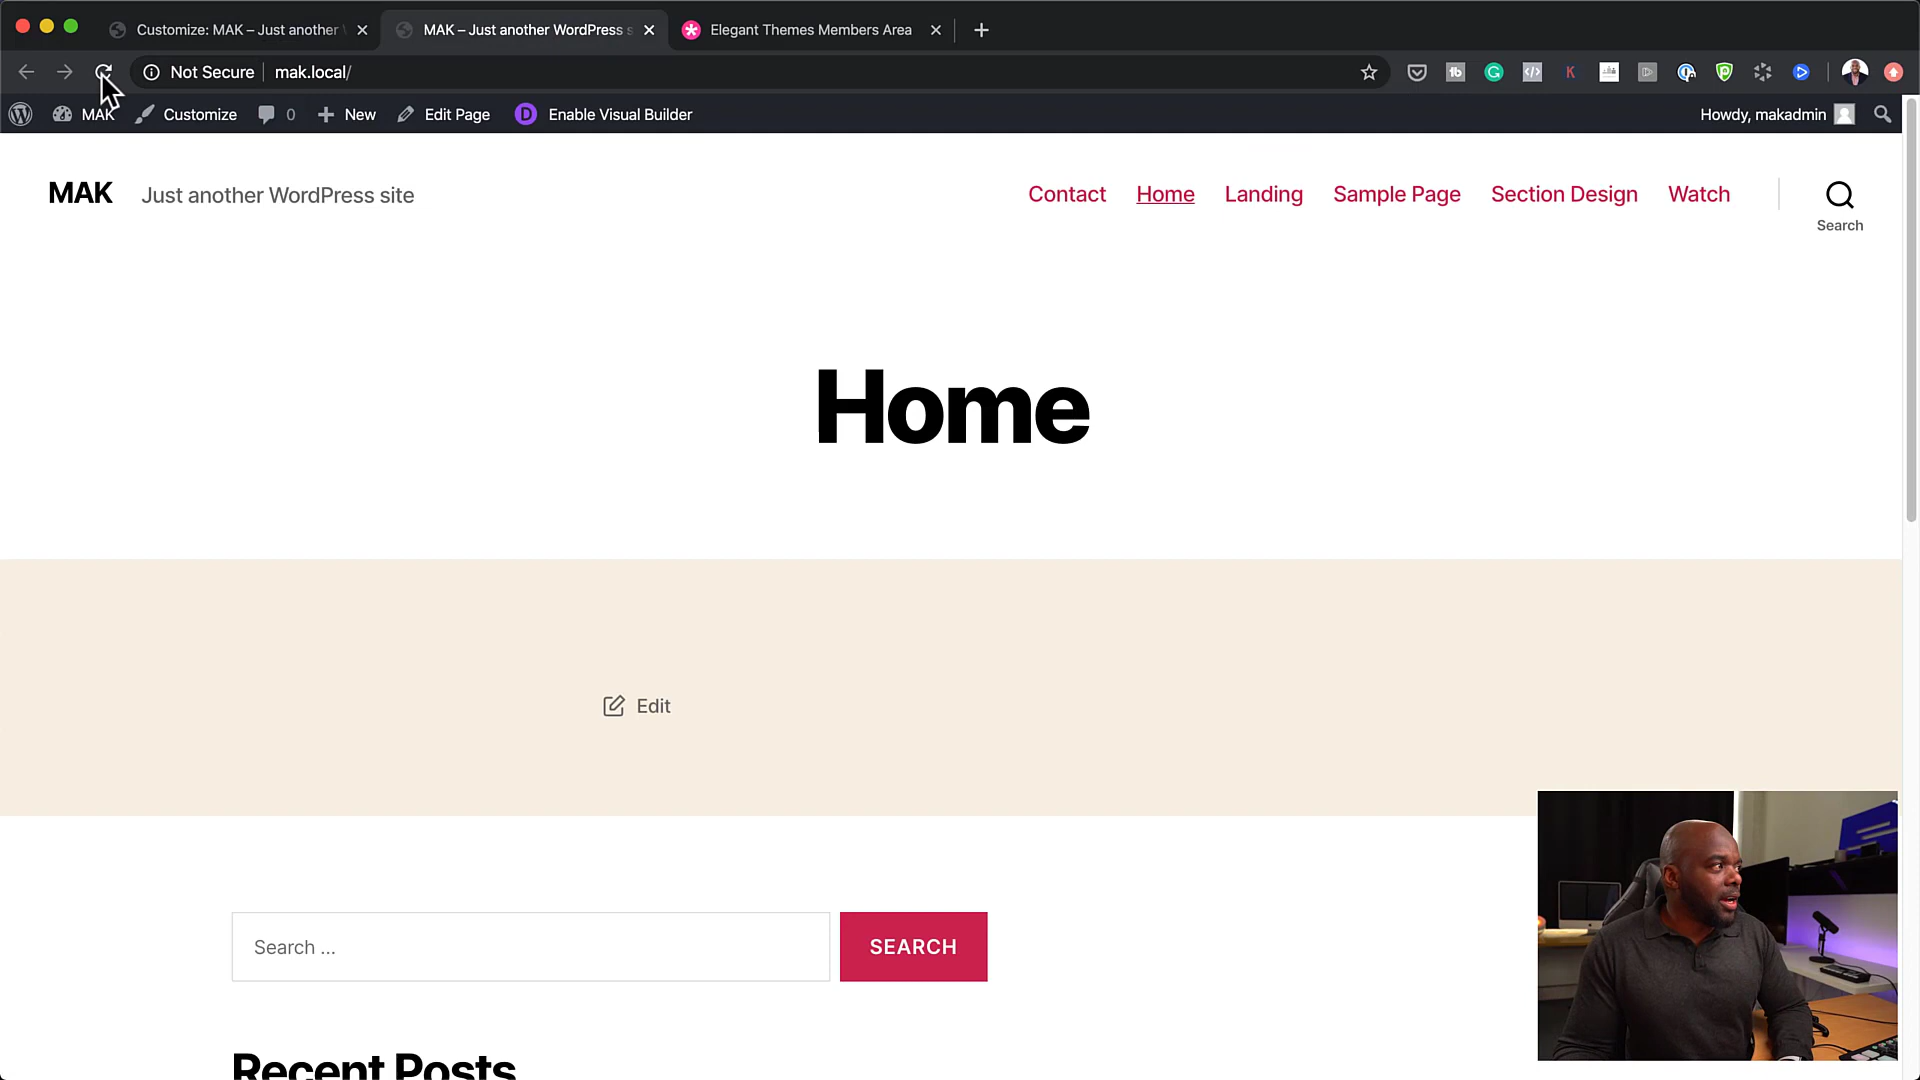 Customize: MAK – Just another
MAK – Just another WordPress s
Elegant Themes Members Area
Not Secure
mak.local/
MAK
Customize
0
New
Edit Page
D
Enable Visual Builder
Howdy, makadmin
MAK
Just another WordPress site
Contact
Home
Landing
Sample Page
Section Design
Watch
Search
Home
Edit
Search ...
SEARCH
Recent Posts